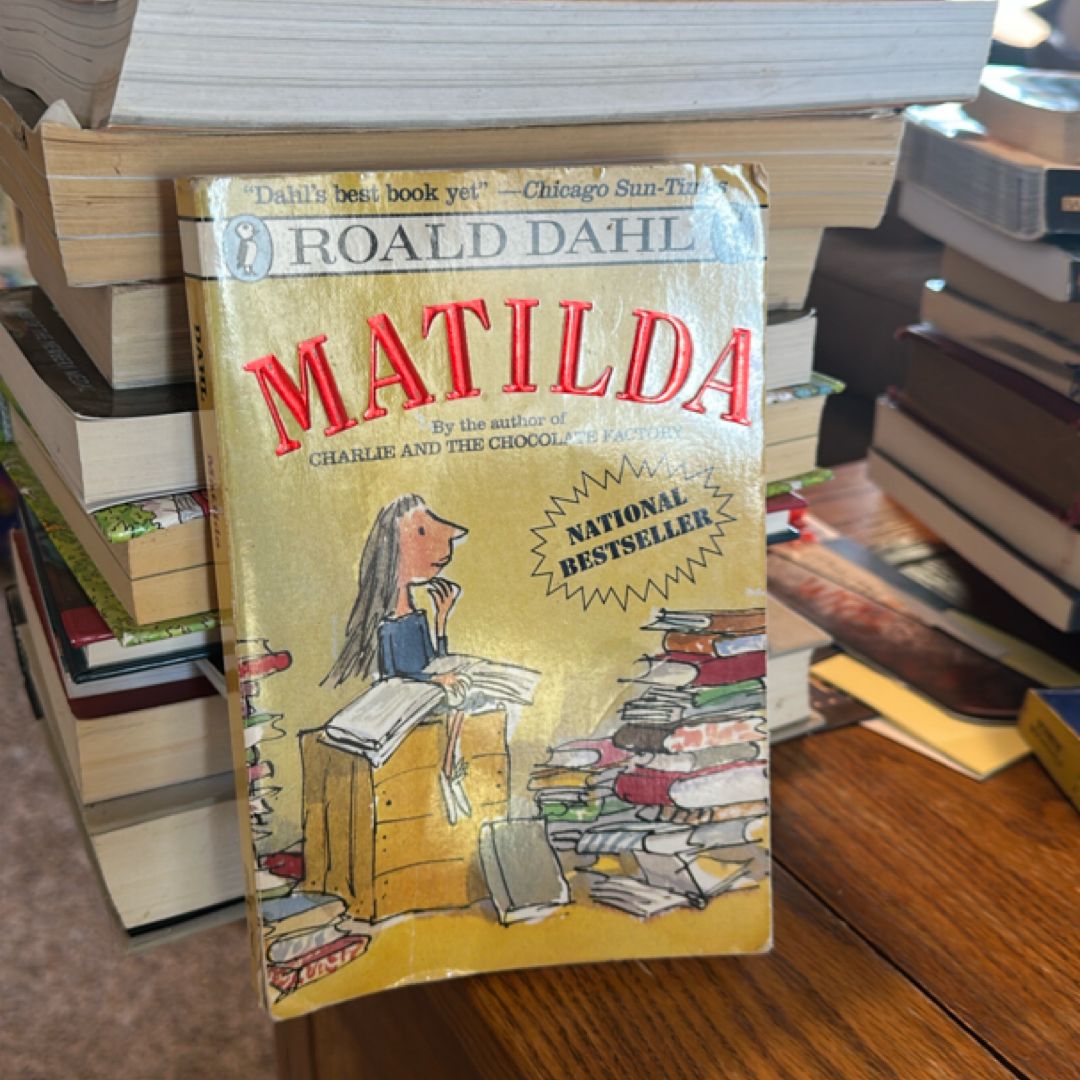 "Dahl's best book yet" —Chicago Sun-Times
ROALD DAHL
MATILDA
By the author of
CHARLIE AND THE CHOCOLATE FACTORY
NATIONAL
BESTSELLER
DAHL